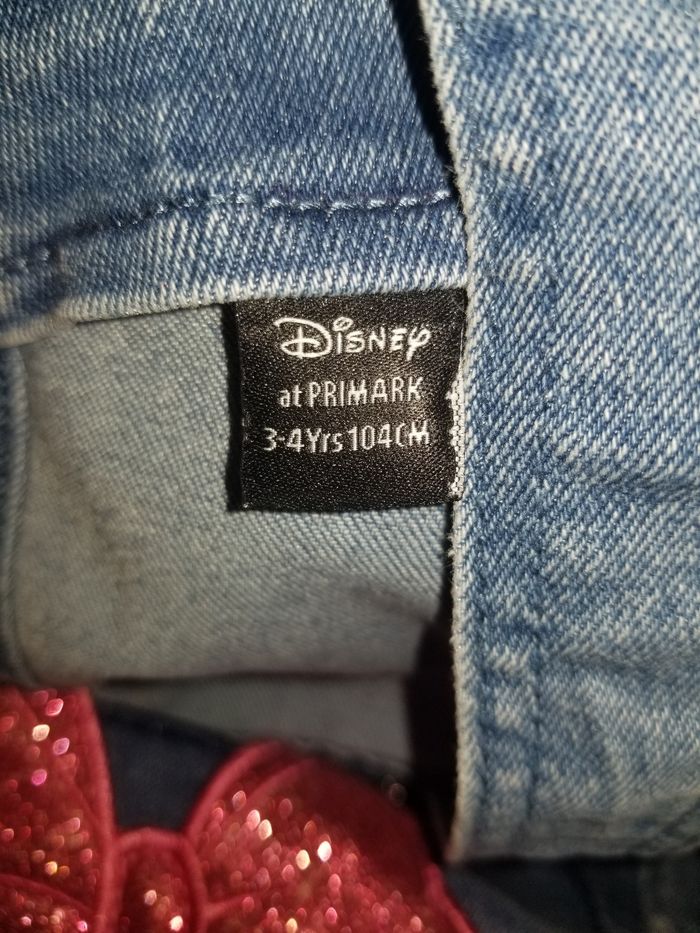 Disney
at PRIMARK
3-4Yrs 104CM